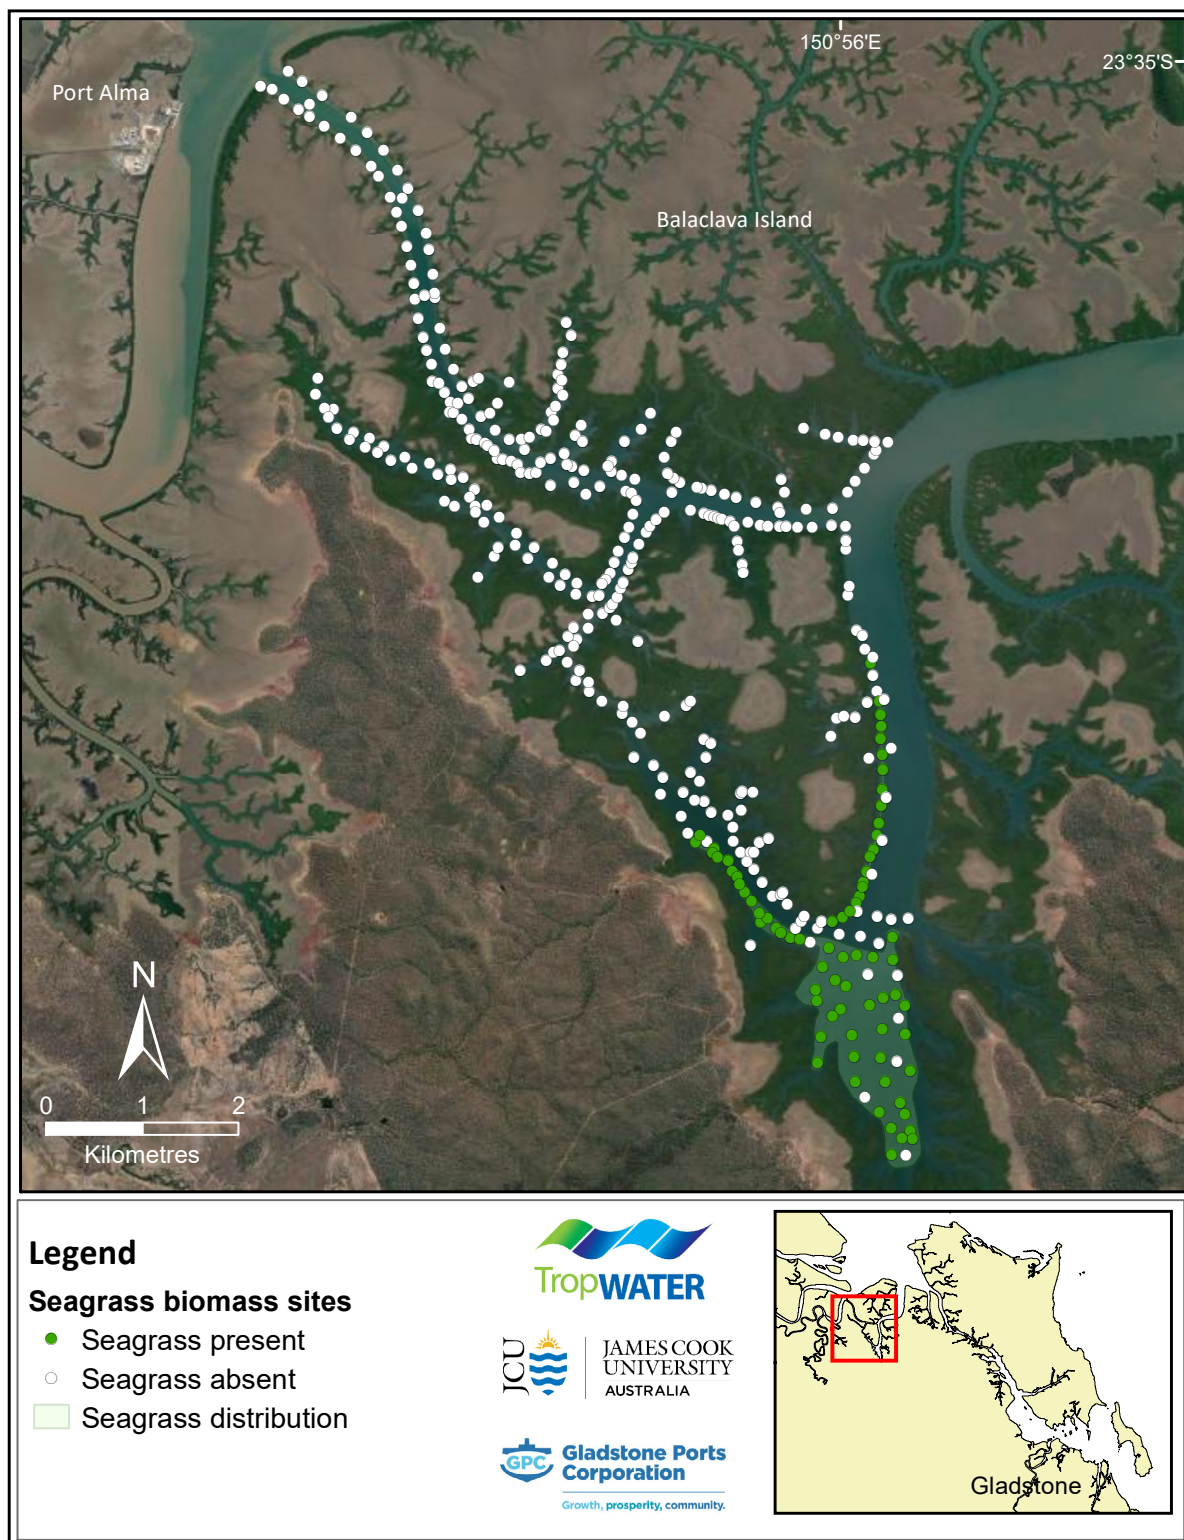 150°56'E
23°35'S
Port Alma
Balaclava Island
N
0 1 2
Kilometres
Legend
Seagrass biomass sites
Seagrass present
Seagrass absent
Seagrass distribution
TropWATER
JCU
JAMES COOK
UNIVERSITY
AUSTRALIA
GPC
Gladstone Ports
Corporation
Growth, prosperity, community.
Gladstone